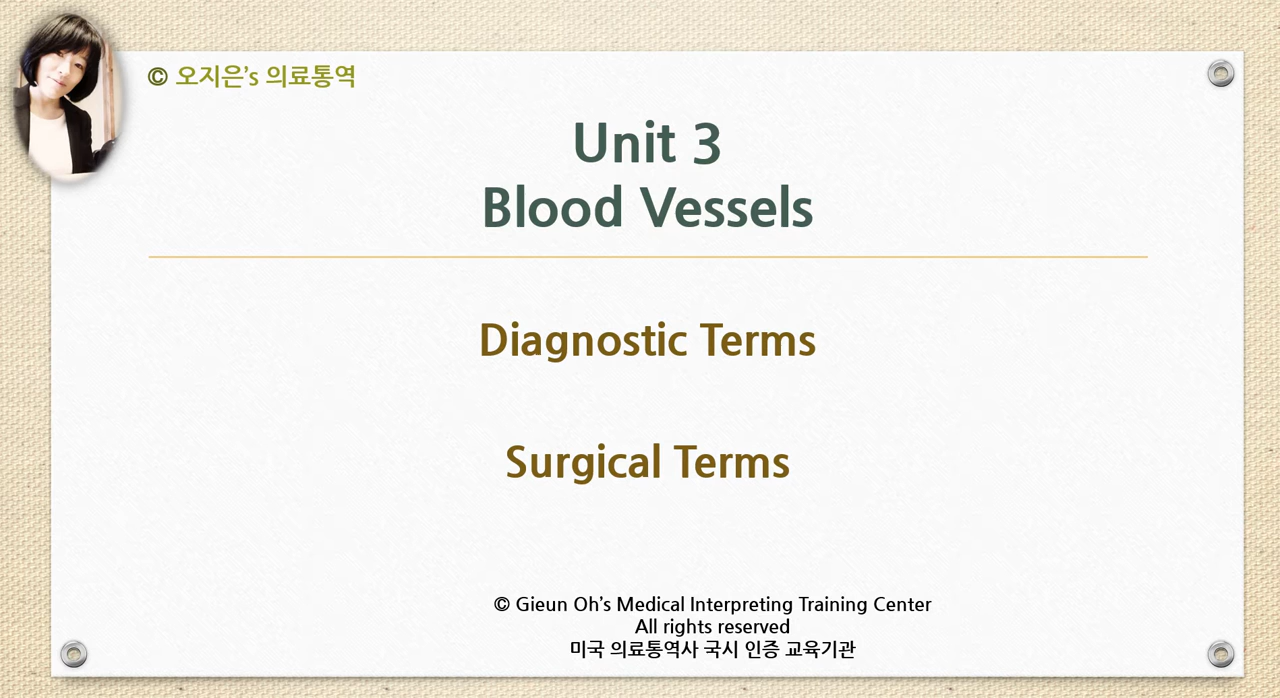 © 오지은’s 의료통역
Unit 3
Blood Vessels
Diagnostic Terms
Surgical Terms
© Gieun Oh’s Medical Interpreting Training Center
All rights reserved
미국 의료통역사 국시 인증 교육기관